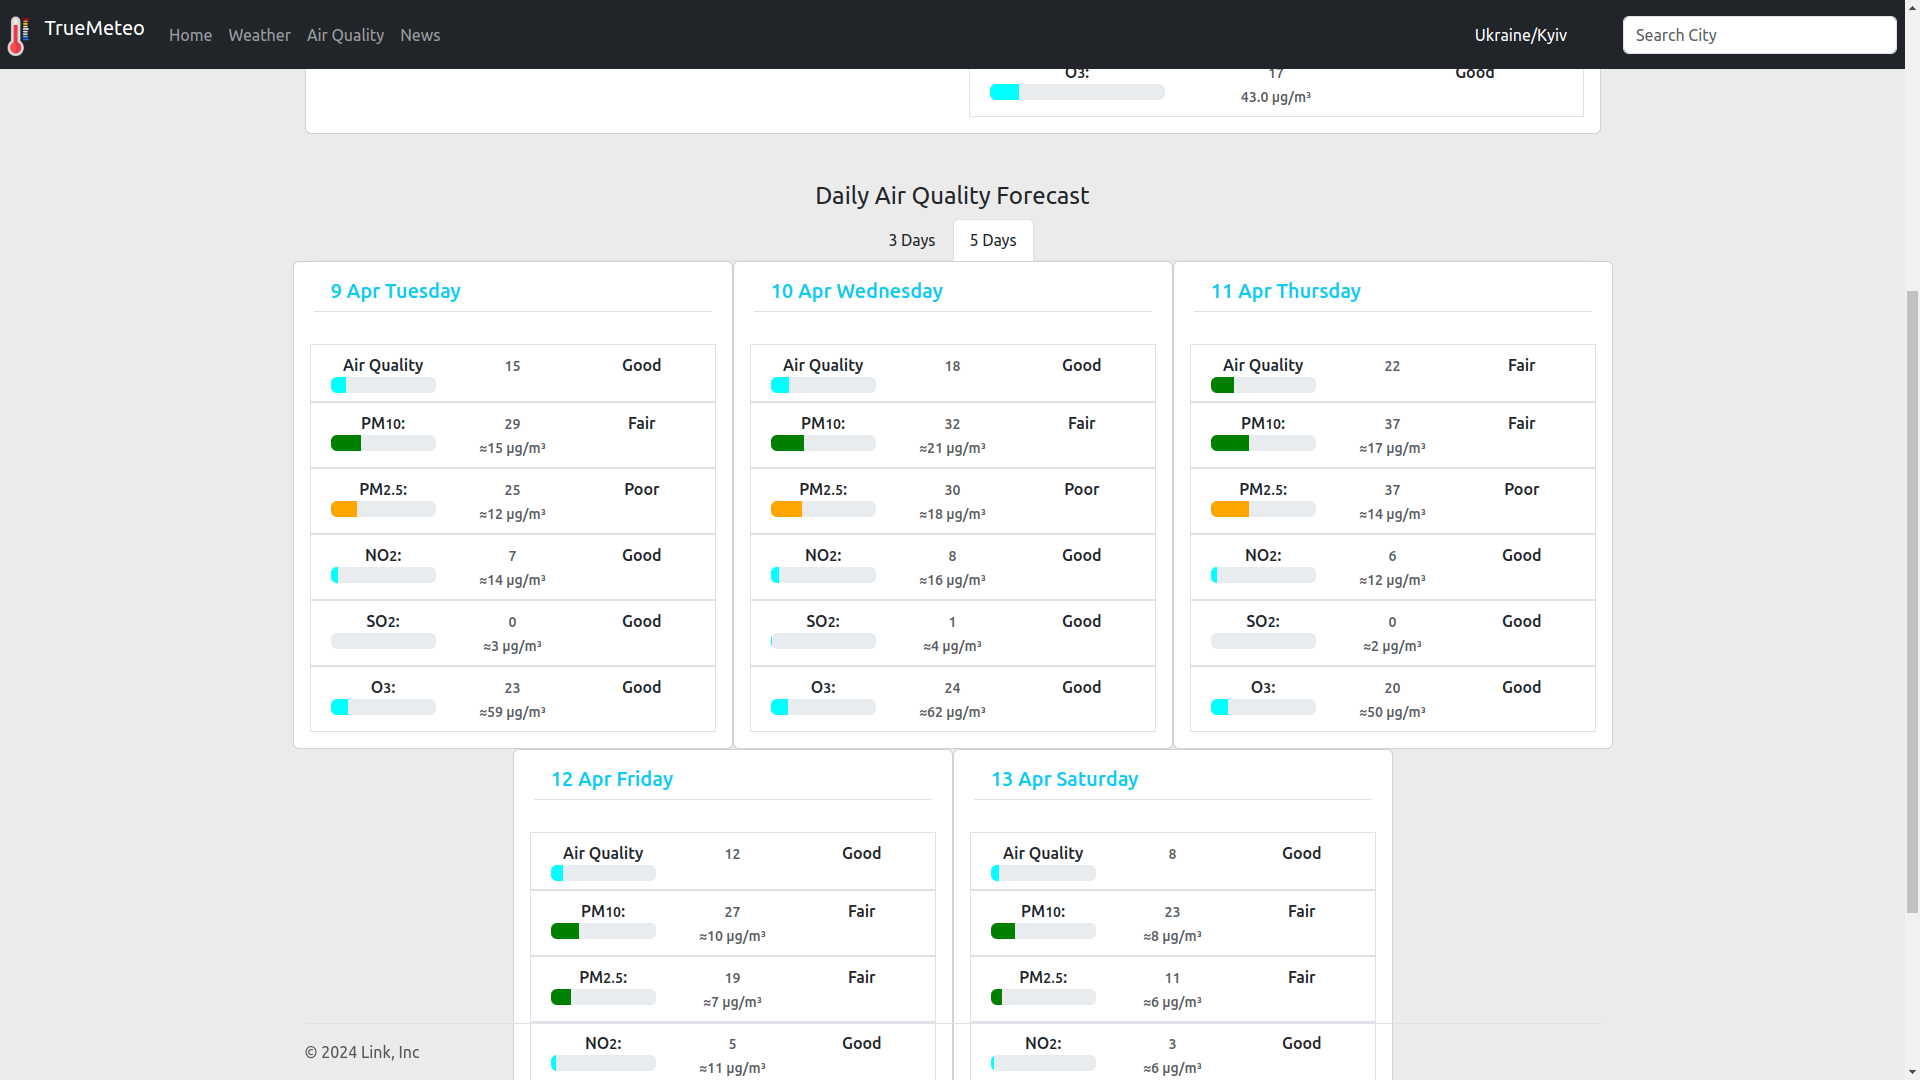 TrueMeteo
Home Weather Air Quality News
Ukraine/Kyiv
Search City
O3: 17 Good
43.0 µg/m³
Daily Air Quality Forecast
3 Days 5 Days
9 Apr Tuesday
Air Quality 15 Good
PM10: 29 Fair
≈15 µg/m³
PM2.5: 25 Poor
≈12 µg/m³
NO2: 7 Good
≈14 µg/m³
SO2: 0 Good
≈3 µg/m³
O3: 23 Good
≈59 µg/m³
10 Apr Wednesday
Air Quality 18 Good
PM10: 32 Fair
≈21 µg/m³
PM2.5: 30 Poor
≈18 µg/m³
NO2: 8 Good
≈16 µg/m³
SO2: 1 Good
≈4 µg/m³
O3: 24 Good
≈62 µg/m³
11 Apr Thursday
Air Quality 22 Fair
PM10: 37 Fair
≈17 µg/m³
PM2.5: 37 Poor
≈14 µg/m³
NO2: 6 Good
≈12 µg/m³
SO2: 0 Good
≈2 µg/m³
O3: 20 Good
≈50 µg/m³
12 Apr Friday
Air Quality 12 Good
PM10: 27 Fair
≈10 µg/m³
PM2.5: 19 Fair
≈7 µg/m³
NO2: 5 Good
≈11 µg/m³
13 Apr Saturday
Air Quality 8 Good
PM10: 23 Fair
≈8 µg/m³
PM2.5: 11 Fair
≈6 µg/m³
NO2: 3 Good
≈6 µg/m³
© 2024 Link, Inc